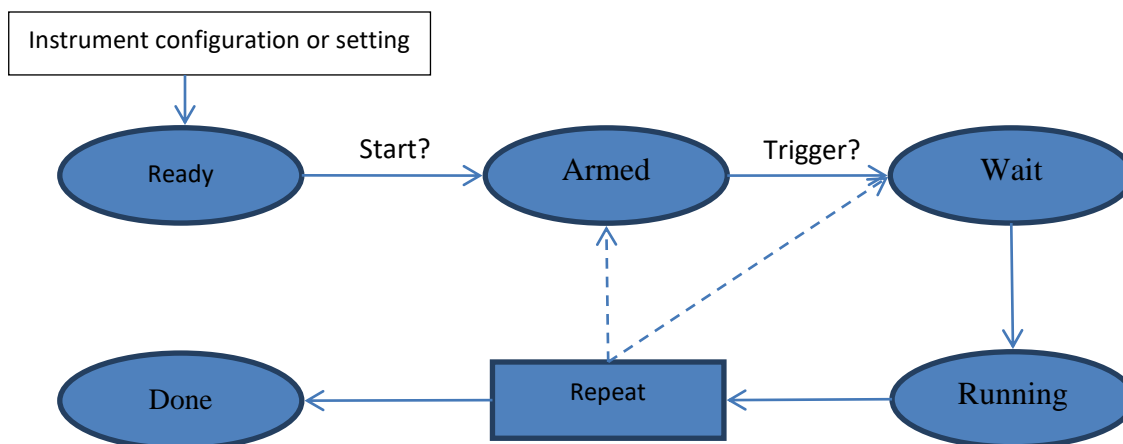 Instrument configuration or setting
Start?
Trigger?
Ready
Armed
Wait
Done
Repeat
Running